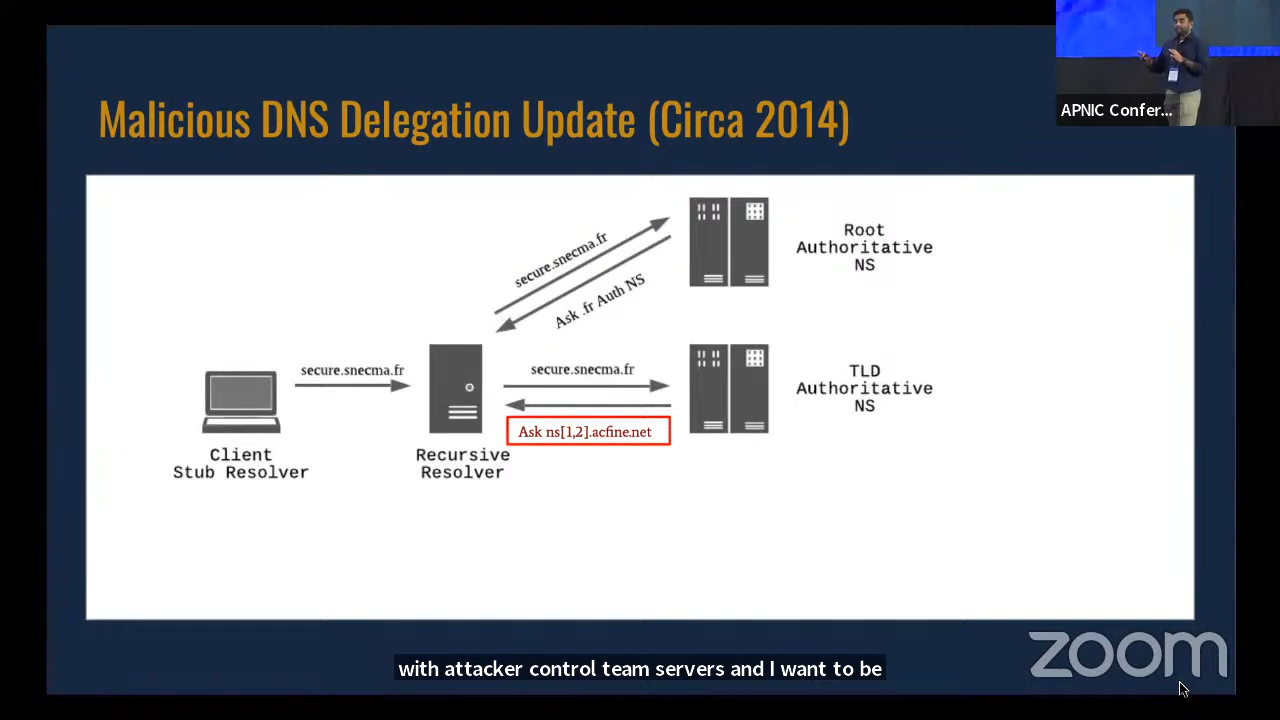 APNIC Confer...
Malicious DNS Delegation Update (Circa 2014)
secure.snecma.fr
Ask .fr Auth NS
Root
Authoritative
NS
secure.snecma.fr
secure.snecma.fr
Ask ns[1,2].acfine.net
TLD
Authoritative
NS
Client
Stub Resolver
Recursive
Resolver
zoom
with attacker control team servers and I want to be